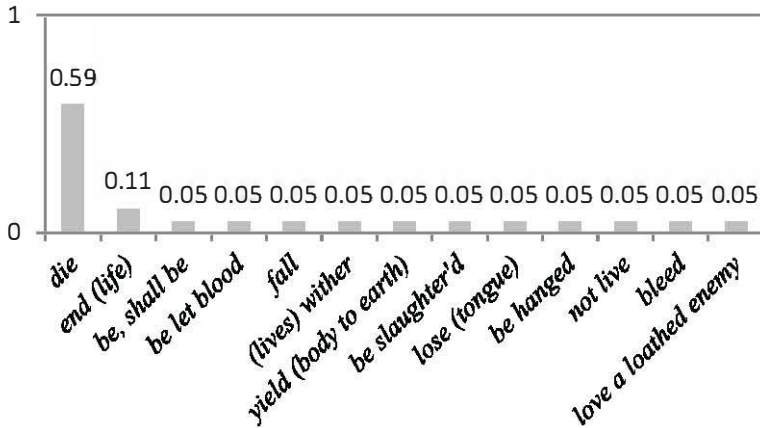 1
0.59
0.11
0.05 0.05 0.05 0.05 0.05 0.05 0.05 0.05 0.05 0.05 0.05
0
die
end (life)
be, shall be
be let blood
fall
(lives) wither
yield (body to earth)
be slaughter'd
lose (tongue)
be hanged
not live
bleed
love a loathed enemy